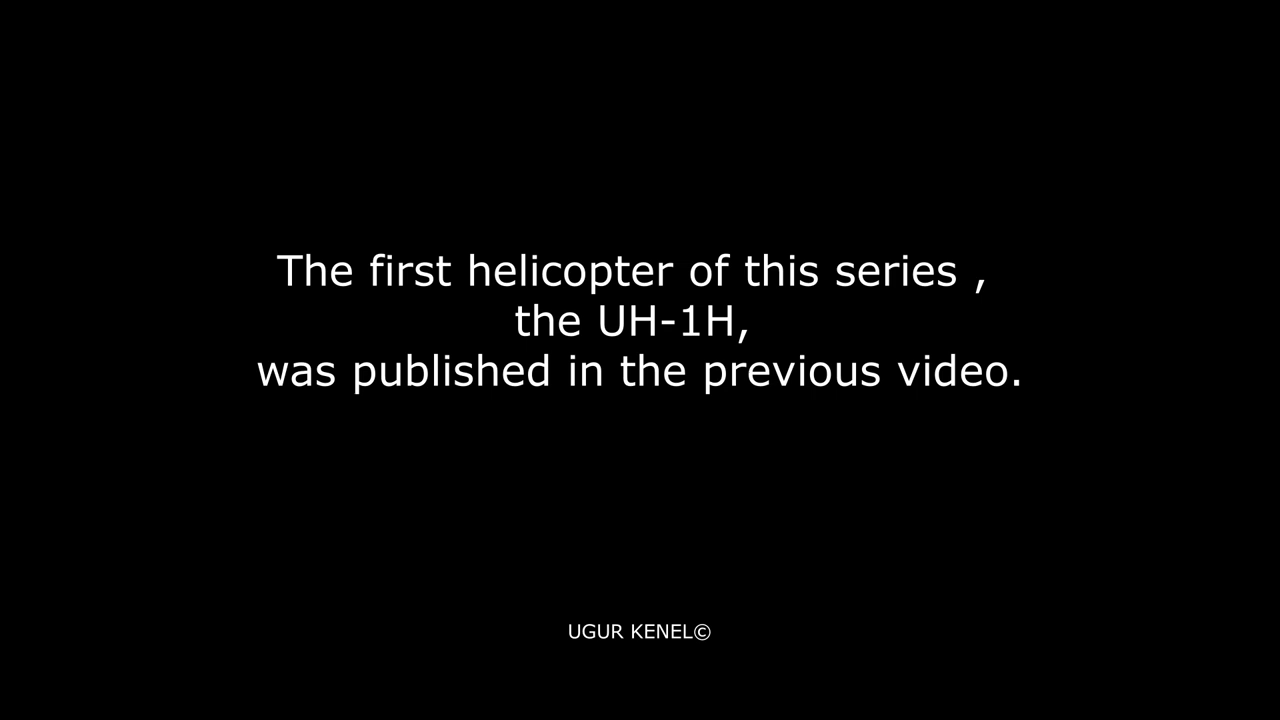 The first helicopter of this series ,
the UH-1H,
was published in the previous video.
UGUR KENEL©